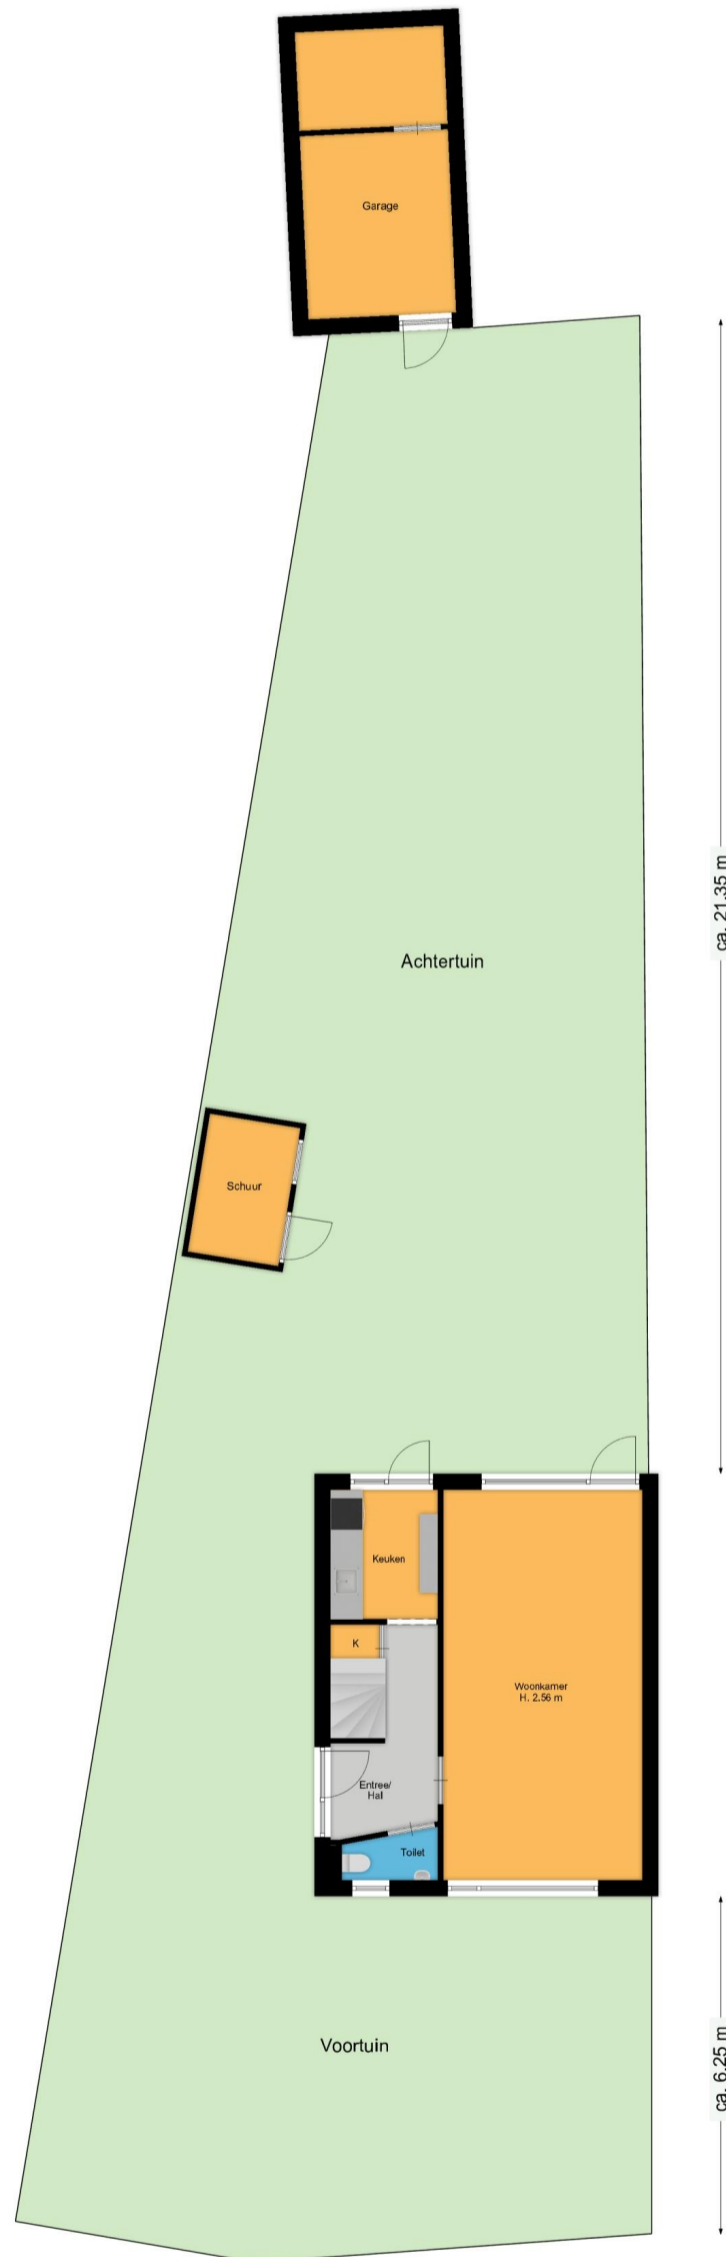 Garage
ca. 21.35 m
Achtertuin
Schuur
Keuken
K
Woonkamer
H. 2.56 m
Entree/
Hal
Toilet
Voortuin
ca. 6.25 m